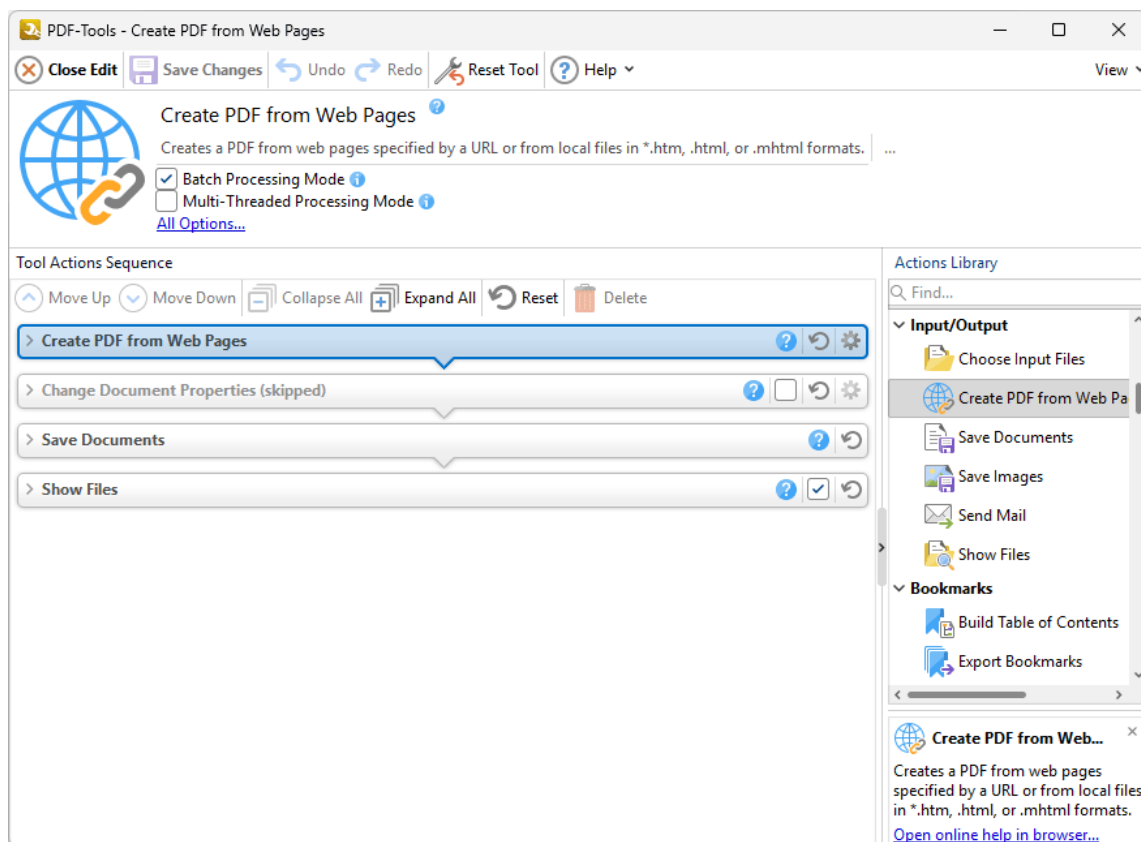 PDF-Tools - Create PDF from Web Pages
Close Edit Save Changes Undo Redo Reset Tool Help View
Create PDF from Web Pages
Creates a PDF from web pages specified by a URL or from local files in *.htm, .html, or .mhtml formats. ...
Batch Processing Mode
Multi-Threaded Processing Mode
All Options...
Tool Actions Sequence
Move Up Move Down Collapse All Expand All Reset Delete
Create PDF from Web Pages
Change Document Properties (skipped)
Save Documents
Show Files
Actions Library
Find...
Input/Output
Choose Input Files
Create PDF from Web Pa
Save Documents
Save Images
Send Mail
Show Files
Bookmarks
Build Table of Contents
Export Bookmarks
Create PDF from Web...
Creates a PDF from web pages
specified by a URL or from local files
in *.htm, .html, or .mhtml formats.
Open online help in browser...